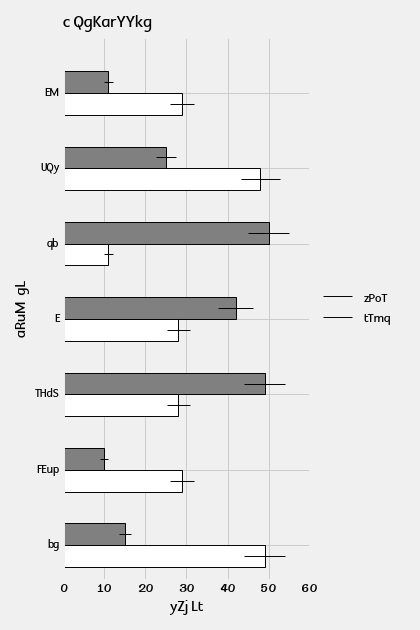 c QgKarYYkg
EM
UQy
qb
E
THdS
FEup
bg
aRuM gL
0 10 20 30 40 50 60
yZj Lt
zPoT
tTmq